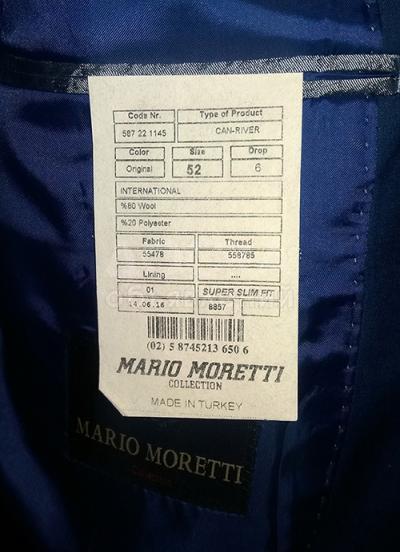 Code Nr. Type of Product
587 22 1145 CAN-RIVER
Color Size Drop
Original 52 6
INTERNATIONAL
%80 Wool
%20 Polyester
Fabric Thread
55478 558785
Lining ....
01 SUPER SLIM FIT
14.06.16 8857
(02) 5 8745213 650 6
MARIO MORETTI
COLLECTION
MADE IN TURKEY
MARIO MORETTI